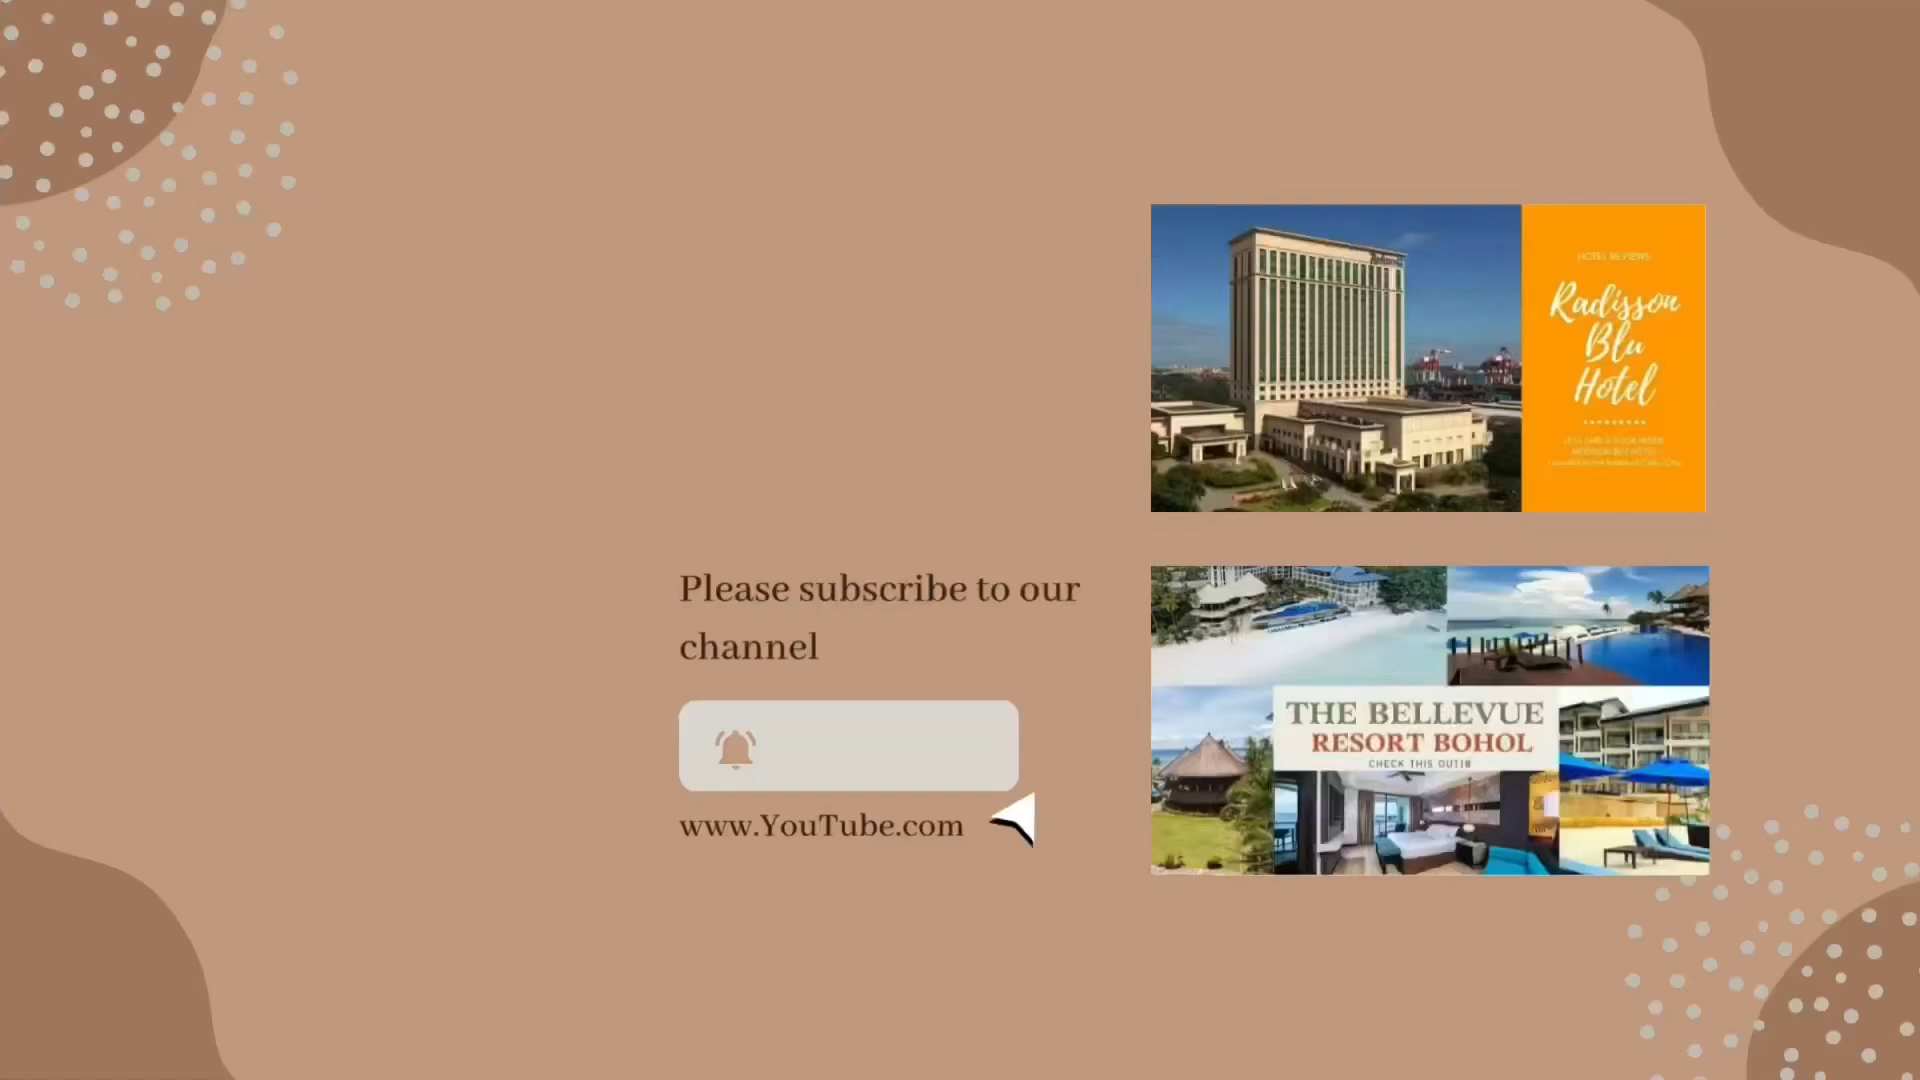 HOTEL REVIEWS
Radisson
Blu
Hotel
Please subscribe to our
channel
www.YouTube.com
THE BELLEVUE
RESORT BOHOL
CHECK THIS OUT!